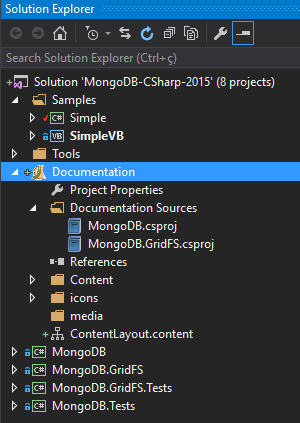 Solution Explorer
Search Solution Explorer (Ctrl+ç)
Solution 'MongoDB-CSharp-2015' (8 projects)
Samples
C# Simple
VB SimpleVB
Tools
Documentation
Project Properties
Documentation Sources
MongoDB.csproj
MongoDB.GridFS.csproj
References
Content
icons
media
ContentLayout.content
C# MongoDB
C# MongoDB.GridFS
C# MongoDB.GridFS.Tests
C# MongoDB.Tests